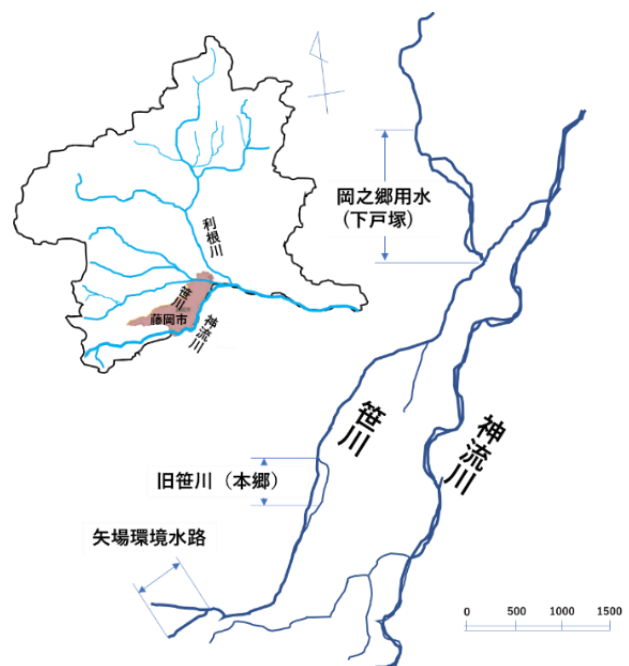 利根川
笹川
藤岡市
神流川
岡之郷用水
(下戸塚)
笹川
神流川
旧笹川（本郷）
矢場環境水路
0 500 1000 1500